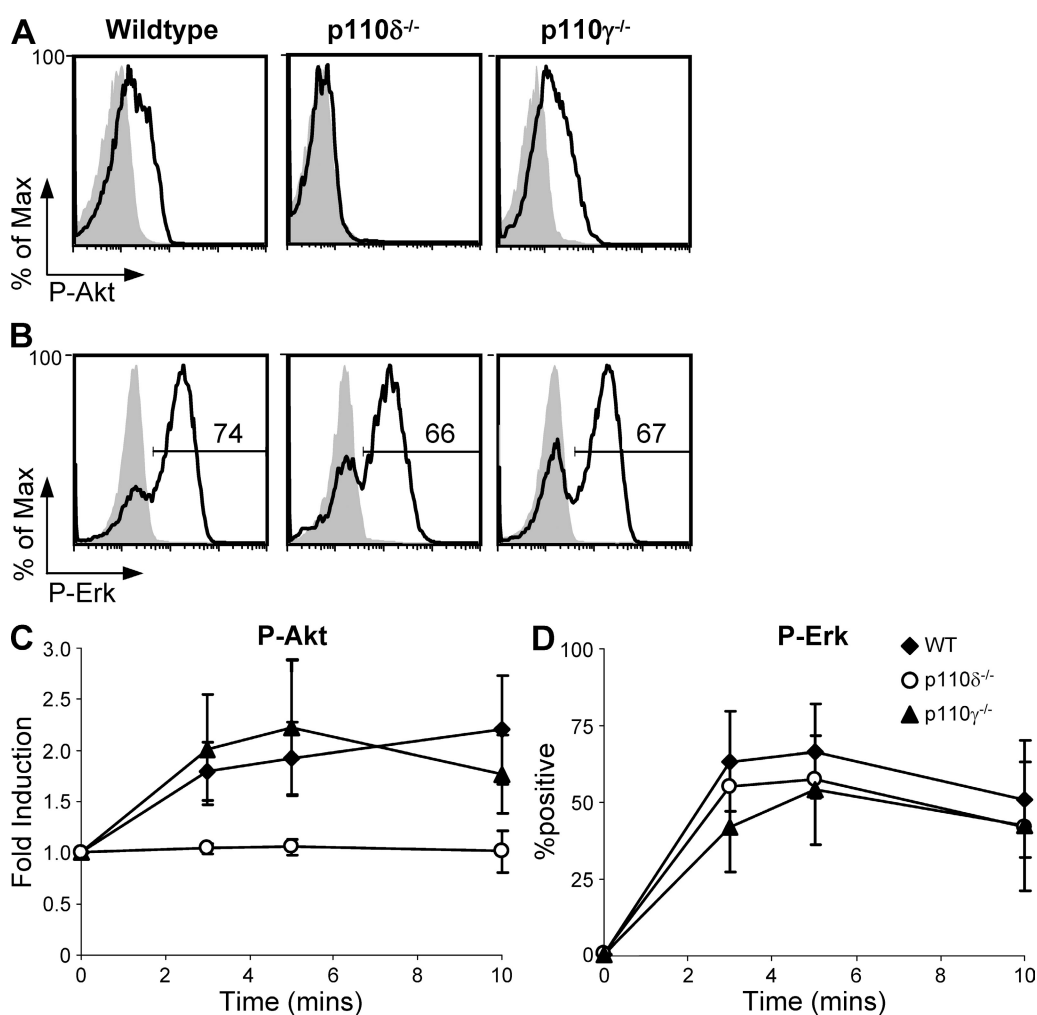 A
Wildtype p110δ-/- p110γ-/-
100
% of Max
P-Akt
B
100
74 66 67
% of Max
P-Erk
C P-Akt
3.0
2.5
2.0
1.5
1.0
0.5
0
Fold Induction
0 2 4 6 8 10
Time (mins)
D P-Erk
WT
p110δ-/-
p110γ-/-
100
75
50
25
0
%positive
0 2 4 6 8 10
Time (mins)